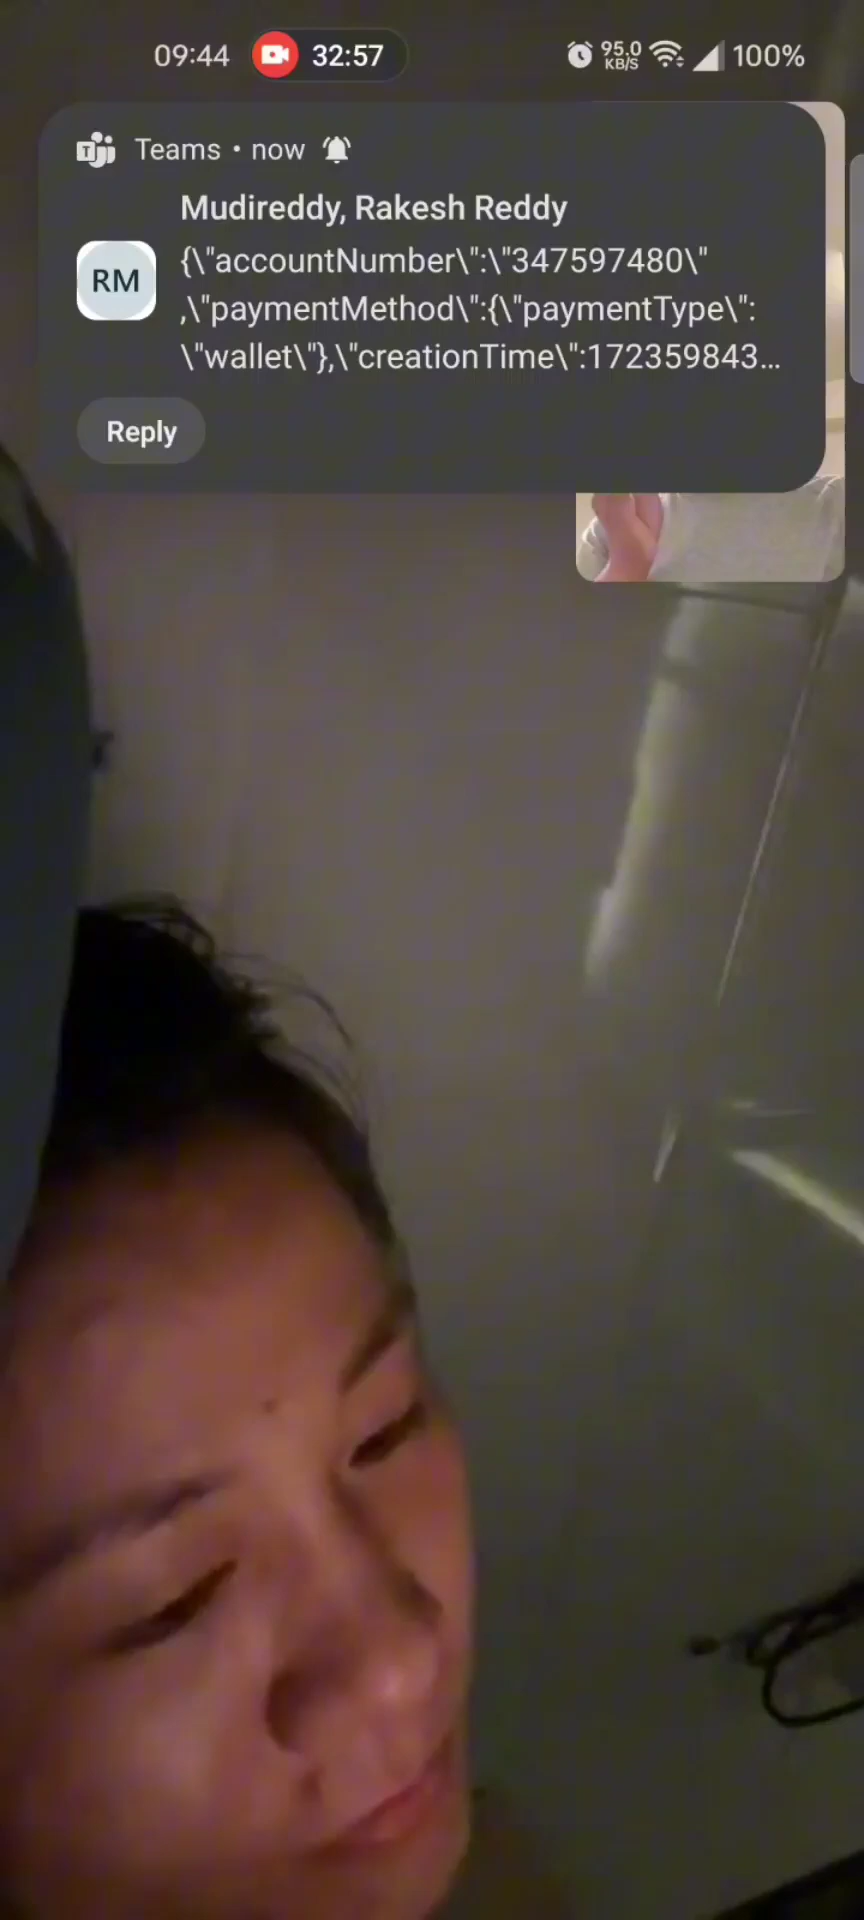 09:44 32:57 95.0 KB/S 100%
Teams • now
Mudireddy, Rakesh Reddy
RM
{\"accountNumber\":\"347597480\"
,\"paymentMethod\":{\"paymentType\":
\"wallet\"},\"creationTime\":172359843...
Reply